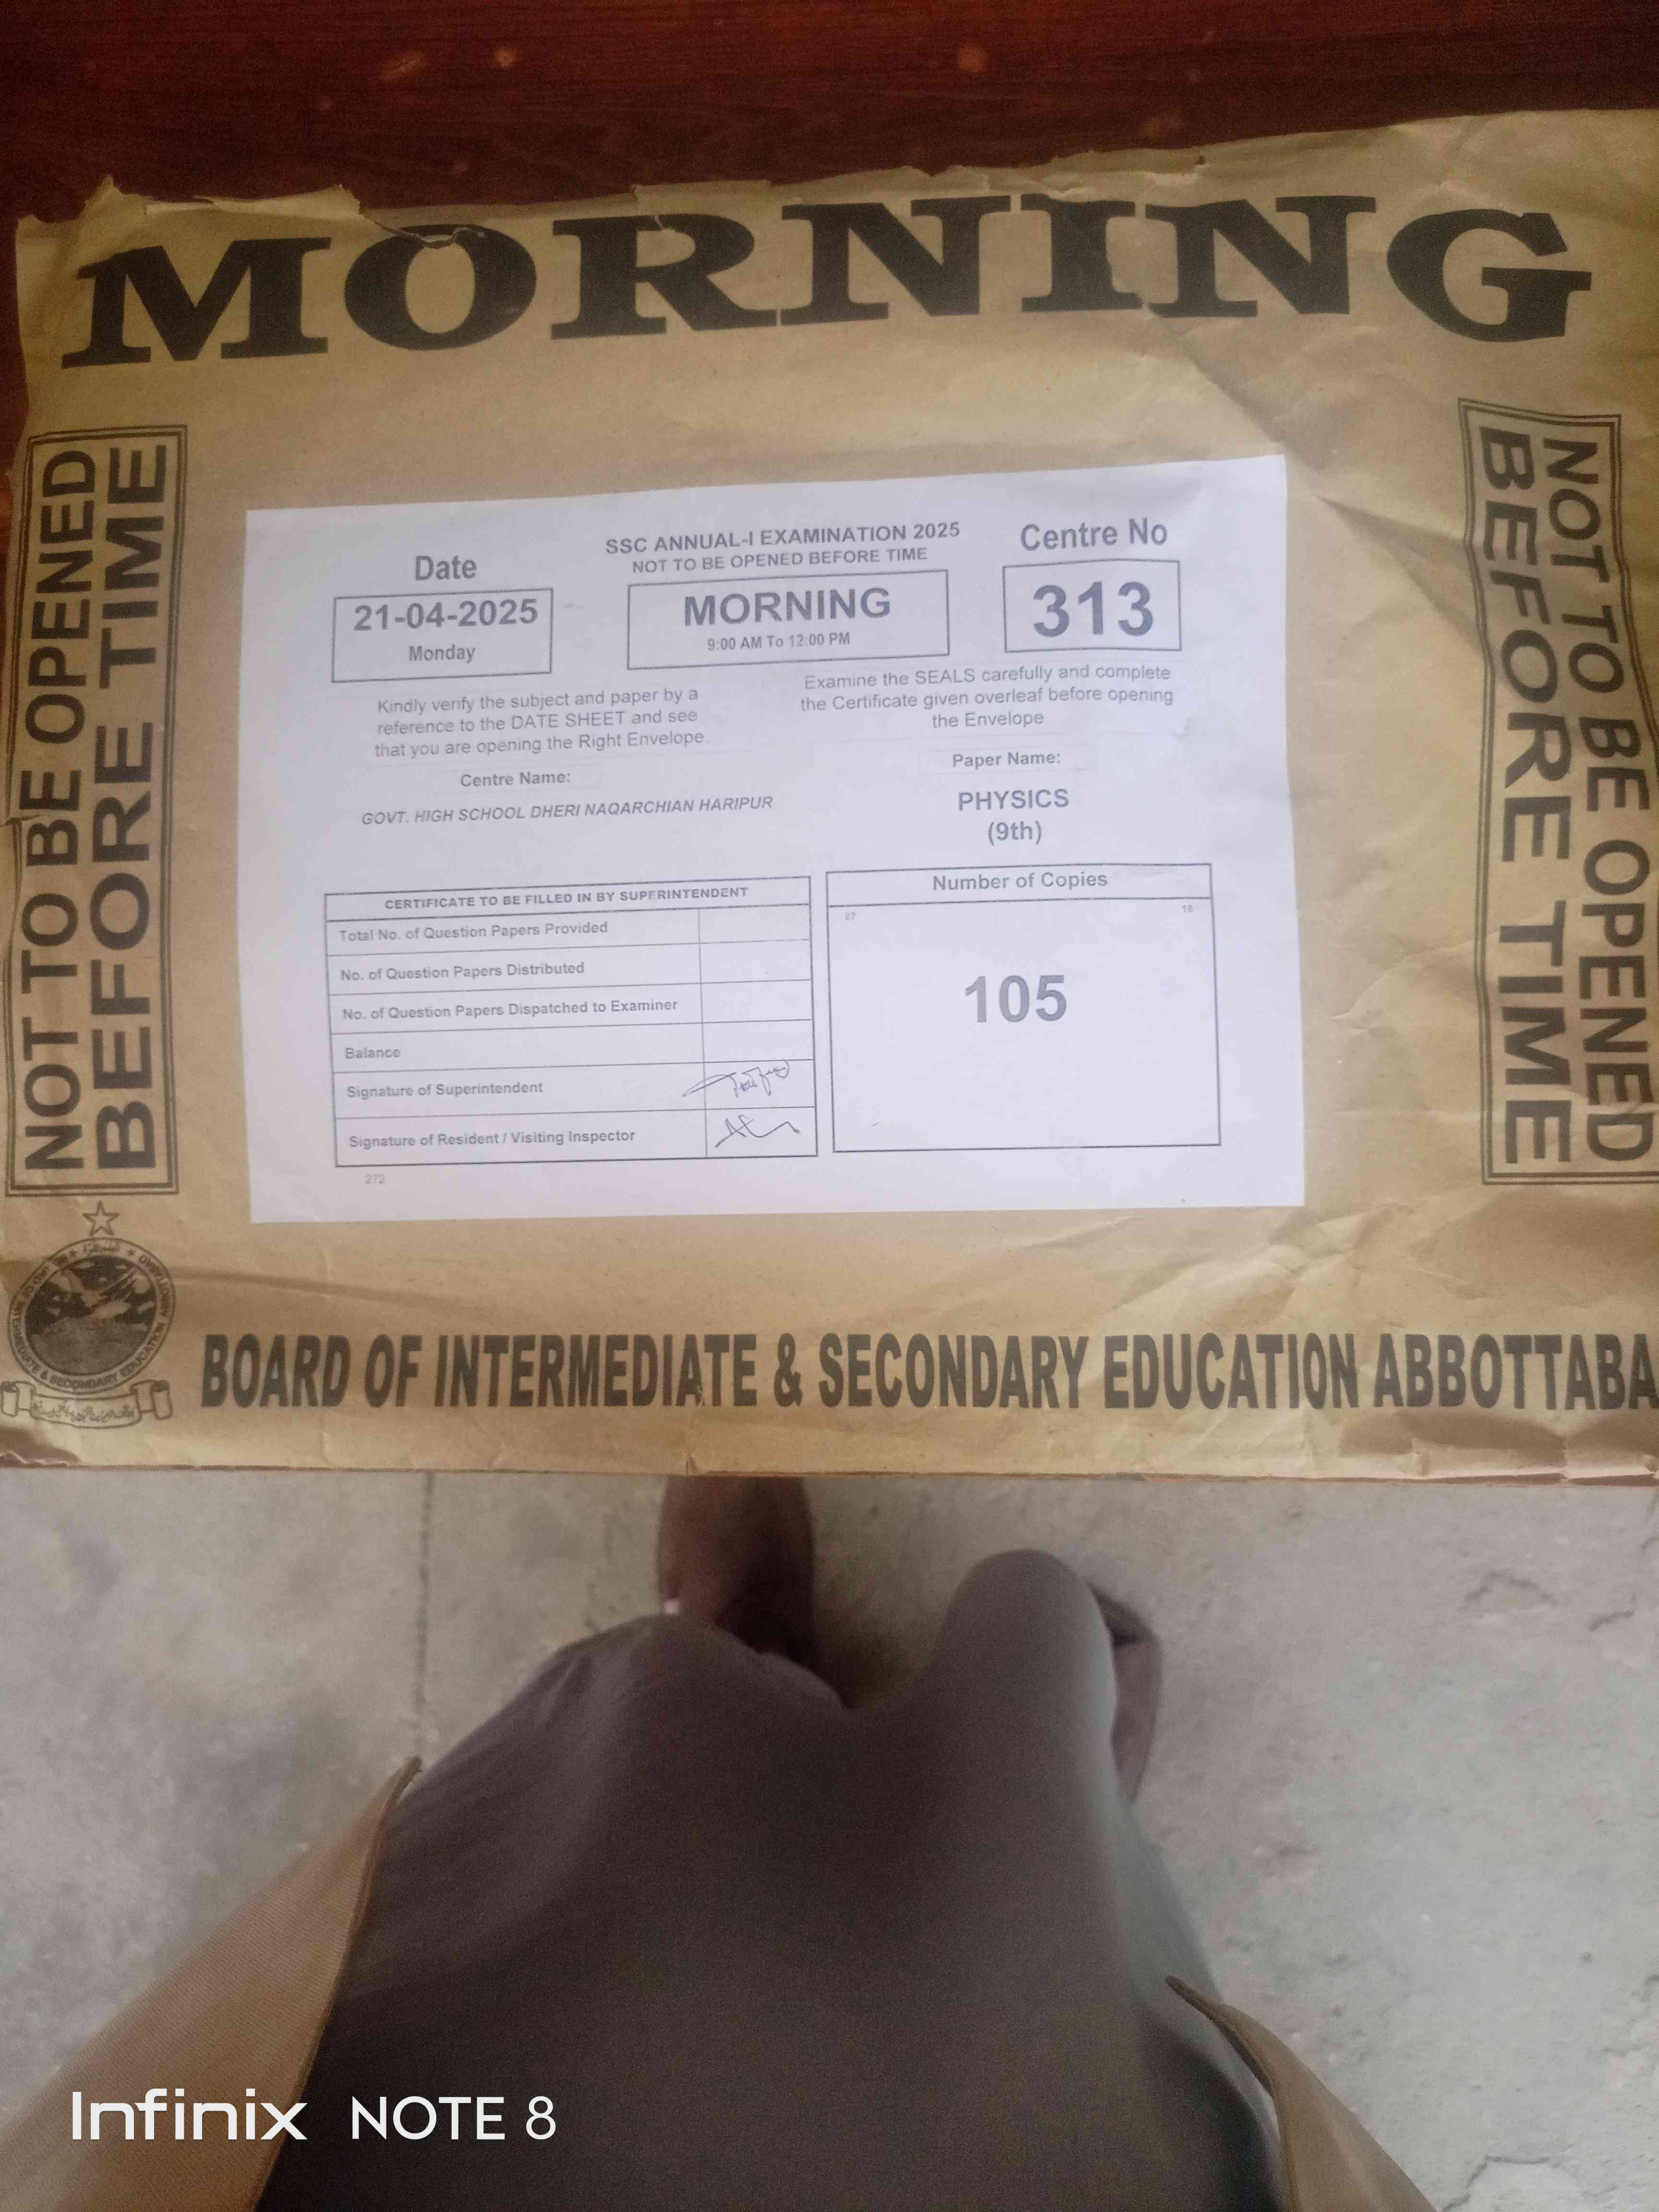 MORNING
NOT TO BE OPENED
BEFORE TIME
NOT TO BE OPENED
BEFORE TIME
SSC ANNUAL-I EXAMINATION 2025
NOT TO BE OPENED BEFORE TIME
Date
21-04-2025
Monday
MORNING
9:00 AM To 12:00 PM
Centre No
313
Kindly verify the subject and paper by a
reference to the DATE SHEET and see
that you are opening the Right Envelope.
Examine the SEALS carefully and complete
the Certificate given overleaf before opening
the Envelope
Centre Name:
GOVT. HIGH SCHOOL DHERI NAQARCHIAN HARIPUR
Paper Name:
PHYSICS
(9th)
CERTIFICATE TO BE FILLED IN BY SUPERINTENDENT
Total No. of Question Papers Provided
No. of Question Papers Distributed
No. of Question Papers Dispatched to Examiner
Balance
Signature of Superintendent
Signature of Resident / Visiting Inspector
272
Number of Copies
87 18
105
BOARD OF INTERMEDIATE & SECONDARY EDUCATION ABBOTTABA
Infinix NOTE 8